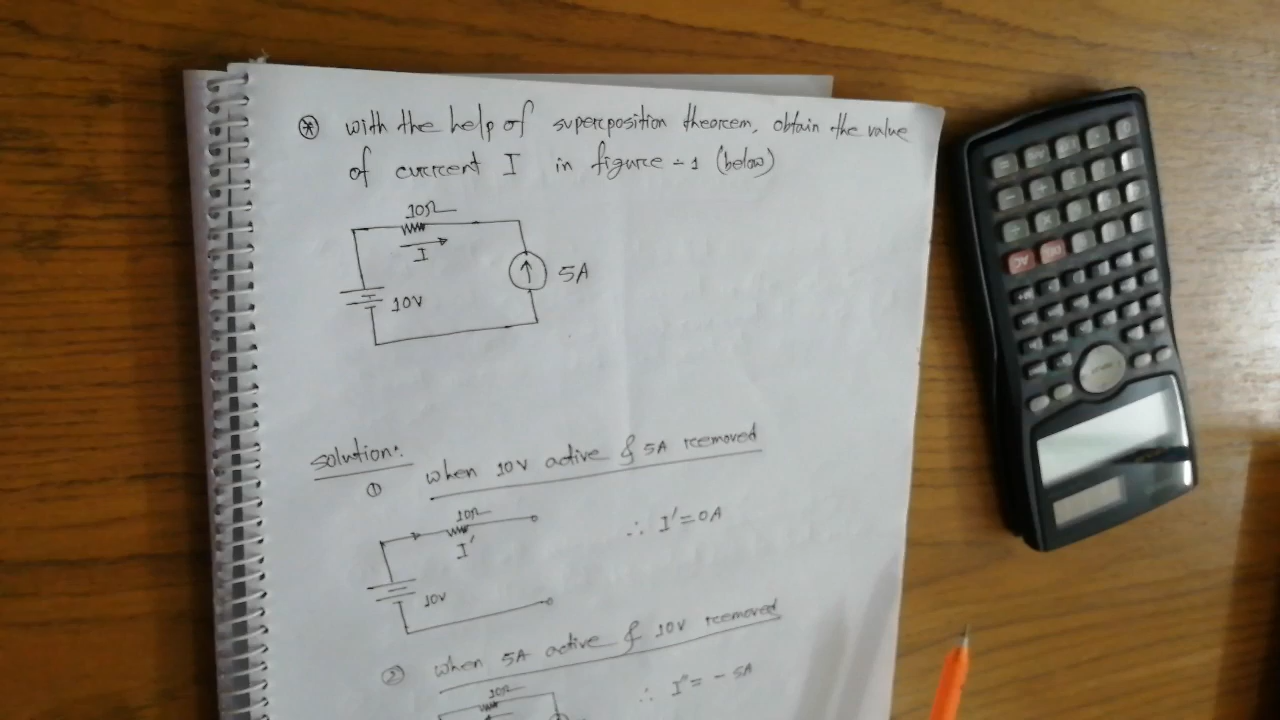 * with the help of superposition theorem, obtain the value
of current I in figure - 1 (below)
10Ω
I
5A
10V
solution:
① when 10V active & 5A removed
10Ω
I'
∴ I' = 0A
10V
② when 5A active & 10V removed
10Ω
∴ I" = - 5A